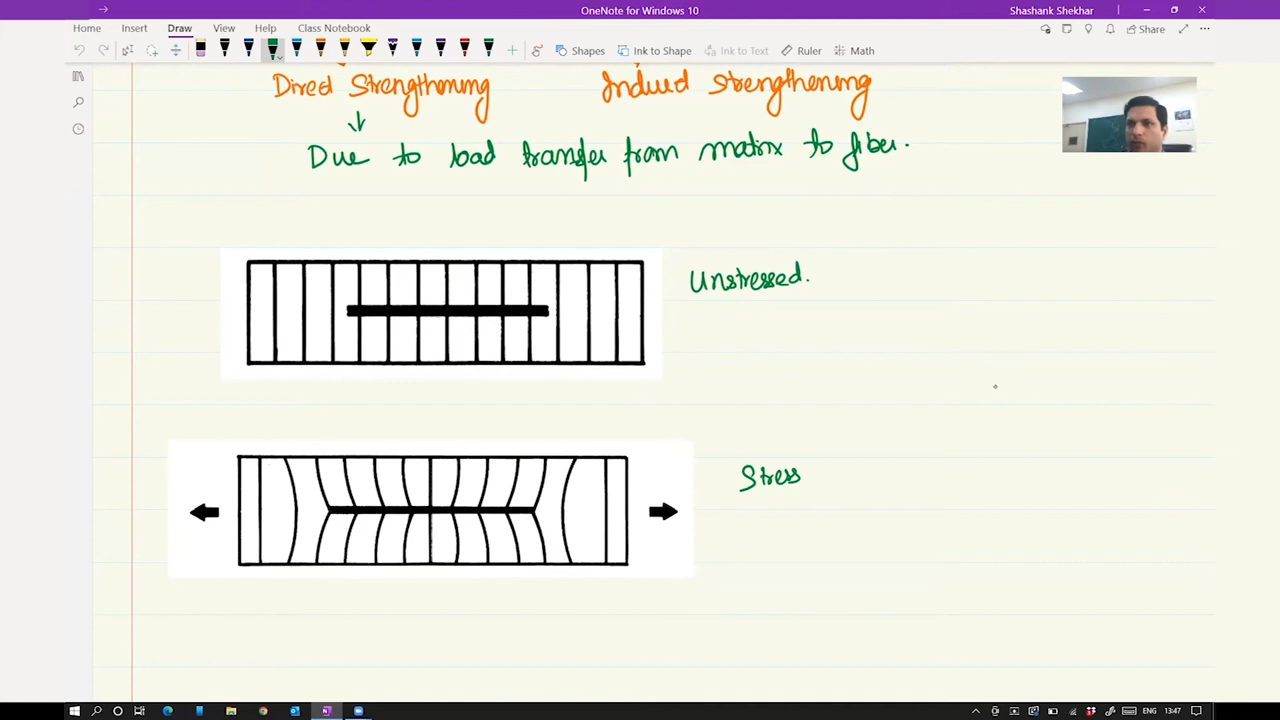 OneNote for Windows 10
Shashank Shekhar
Home Insert Draw View Help Class Notebook
Share
Shapes Ink to Shape Ink to Text Ruler Math
Direct Strengthening
Induced strengthening
Due to load transfer from matrix to fiber.
Unstressed.
Stress
ENG 13:47